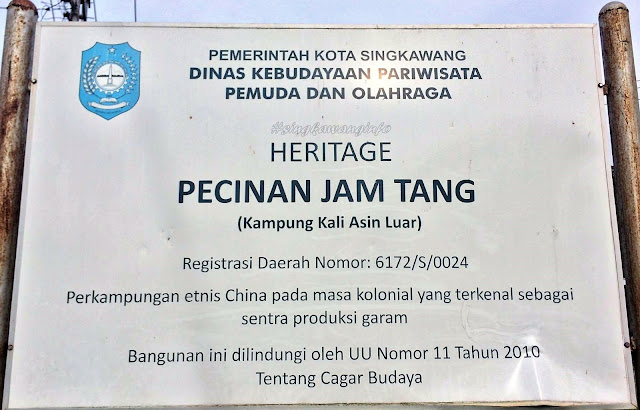 PEMERINTAH KOTA SINGKAWANG
DINAS KEBUDAYAAN PARIWISATA
PEMUDA DAN OLAHRAGA
#singkawanginfo
HERITAGE
PECINAN JAM TANG
(Kampung Kali Asin Luar)
Registrasi Daerah Nomor: 6172/S/0024
Perkampungan etnis China pada masa kolonial yang terkenal sebagai
sentra produksi garam
Bangunan ini dilindungi oleh UU Nomor 11 Tahun 2010
Tentang Cagar Budaya